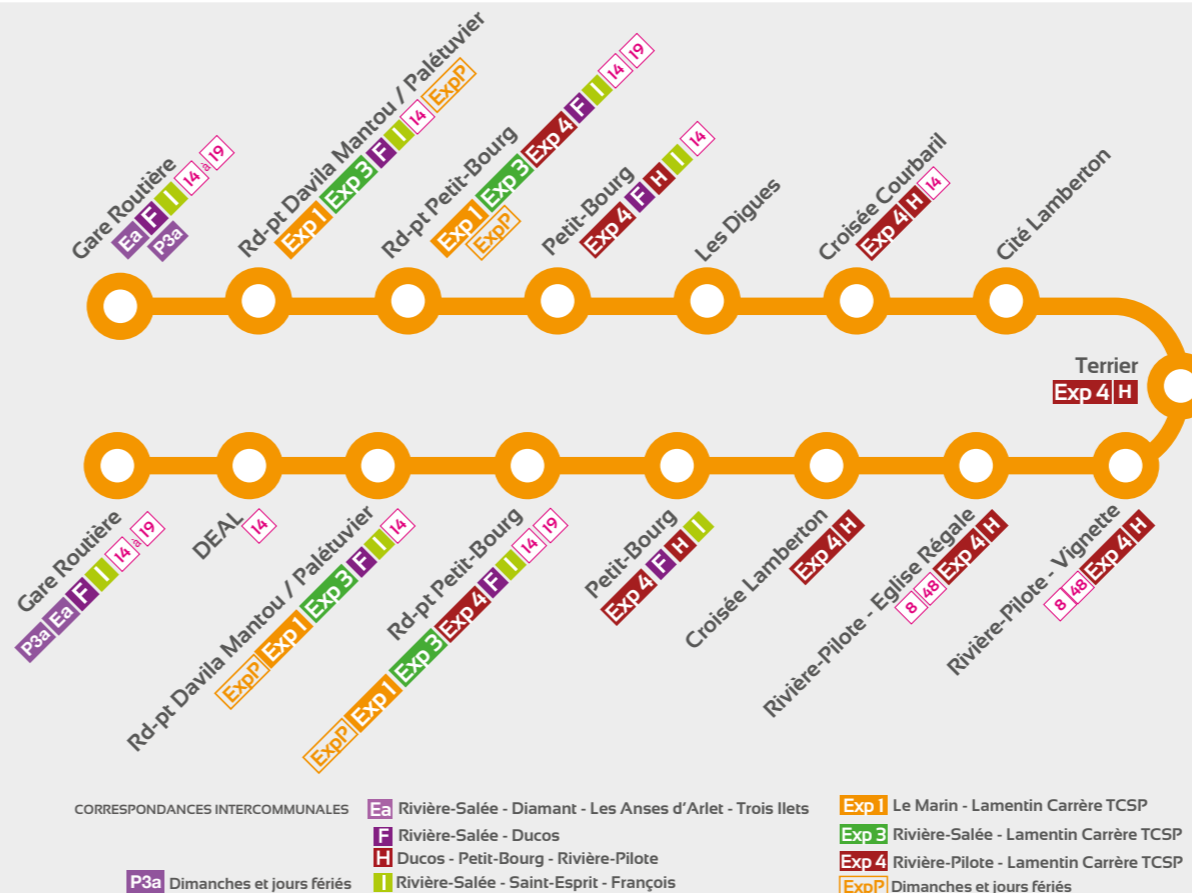 Gare Routière
Ea F I 14 à 19
P3a
Rd-pt Davila Mantou / Palétuvier
Exp 1 Exp 3 F I 14 ExpP
Rd-pt Petit-Bourg
Exp 1 Exp 3 Exp 4 F I 14 19
ExpP
Petit-Bourg
Exp 4 F H I 14
Les Digues
Croisée Courbaril
Exp 4 H 14
Cité Lamberton
Terrier
Exp 4 H
Gare Routière
P3a Ea F I 14 à 19
DEAL
14
Rd-pt Davila Mantou / Palétuvier
ExpP Exp 1 Exp 3 F I 14
Rd-pt Petit-Bourg
ExpP Exp 1 Exp 3 Exp 4 F I 14 19
Petit-Bourg
Exp 4 F H I
Croisée Lamberton
Exp 4 H
Rivière-Pilote - Eglise Régale
8 48 Exp 4 H
Rivière-Pilote - Vignette
8 48 Exp 4 H
CORRESPONDANCES INTERCOMMUNALES
Ea Rivière-Salée - Diamant - Les Anses d'Arlet - Trois Ilets
F Rivière-Salée - Ducos
H Ducos - Petit-Bourg - Rivière-Pilote
I Rivière-Salée - Saint-Esprit - François
P3a Dimanches et jours fériés
Exp 1 Le Marin - Lamentin Carrère TCSP
Exp 3 Rivière-Salée - Lamentin Carrère TCSP
Exp 4 Rivière-Pilote - Lamentin Carrère TCSP
ExpP Dimanches et jours fériés